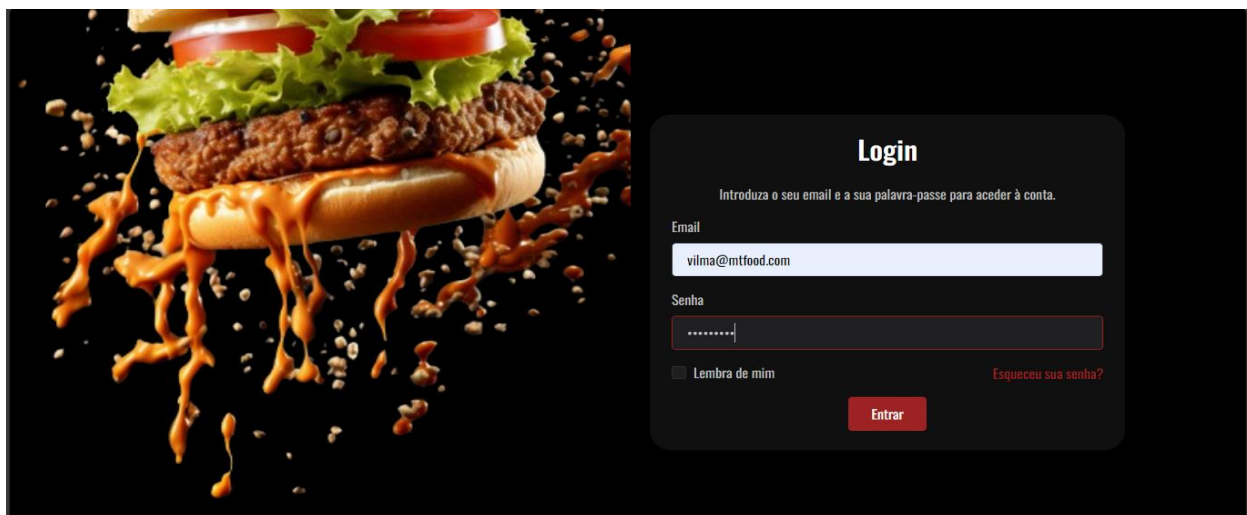 Login
Introduza o seu email e a sua palavra-passe para aceder à conta.
Email
vilma@mtfood.com
Senha
•••••••••
Lembra de mim
Esqueceu sua senha?
Entrar